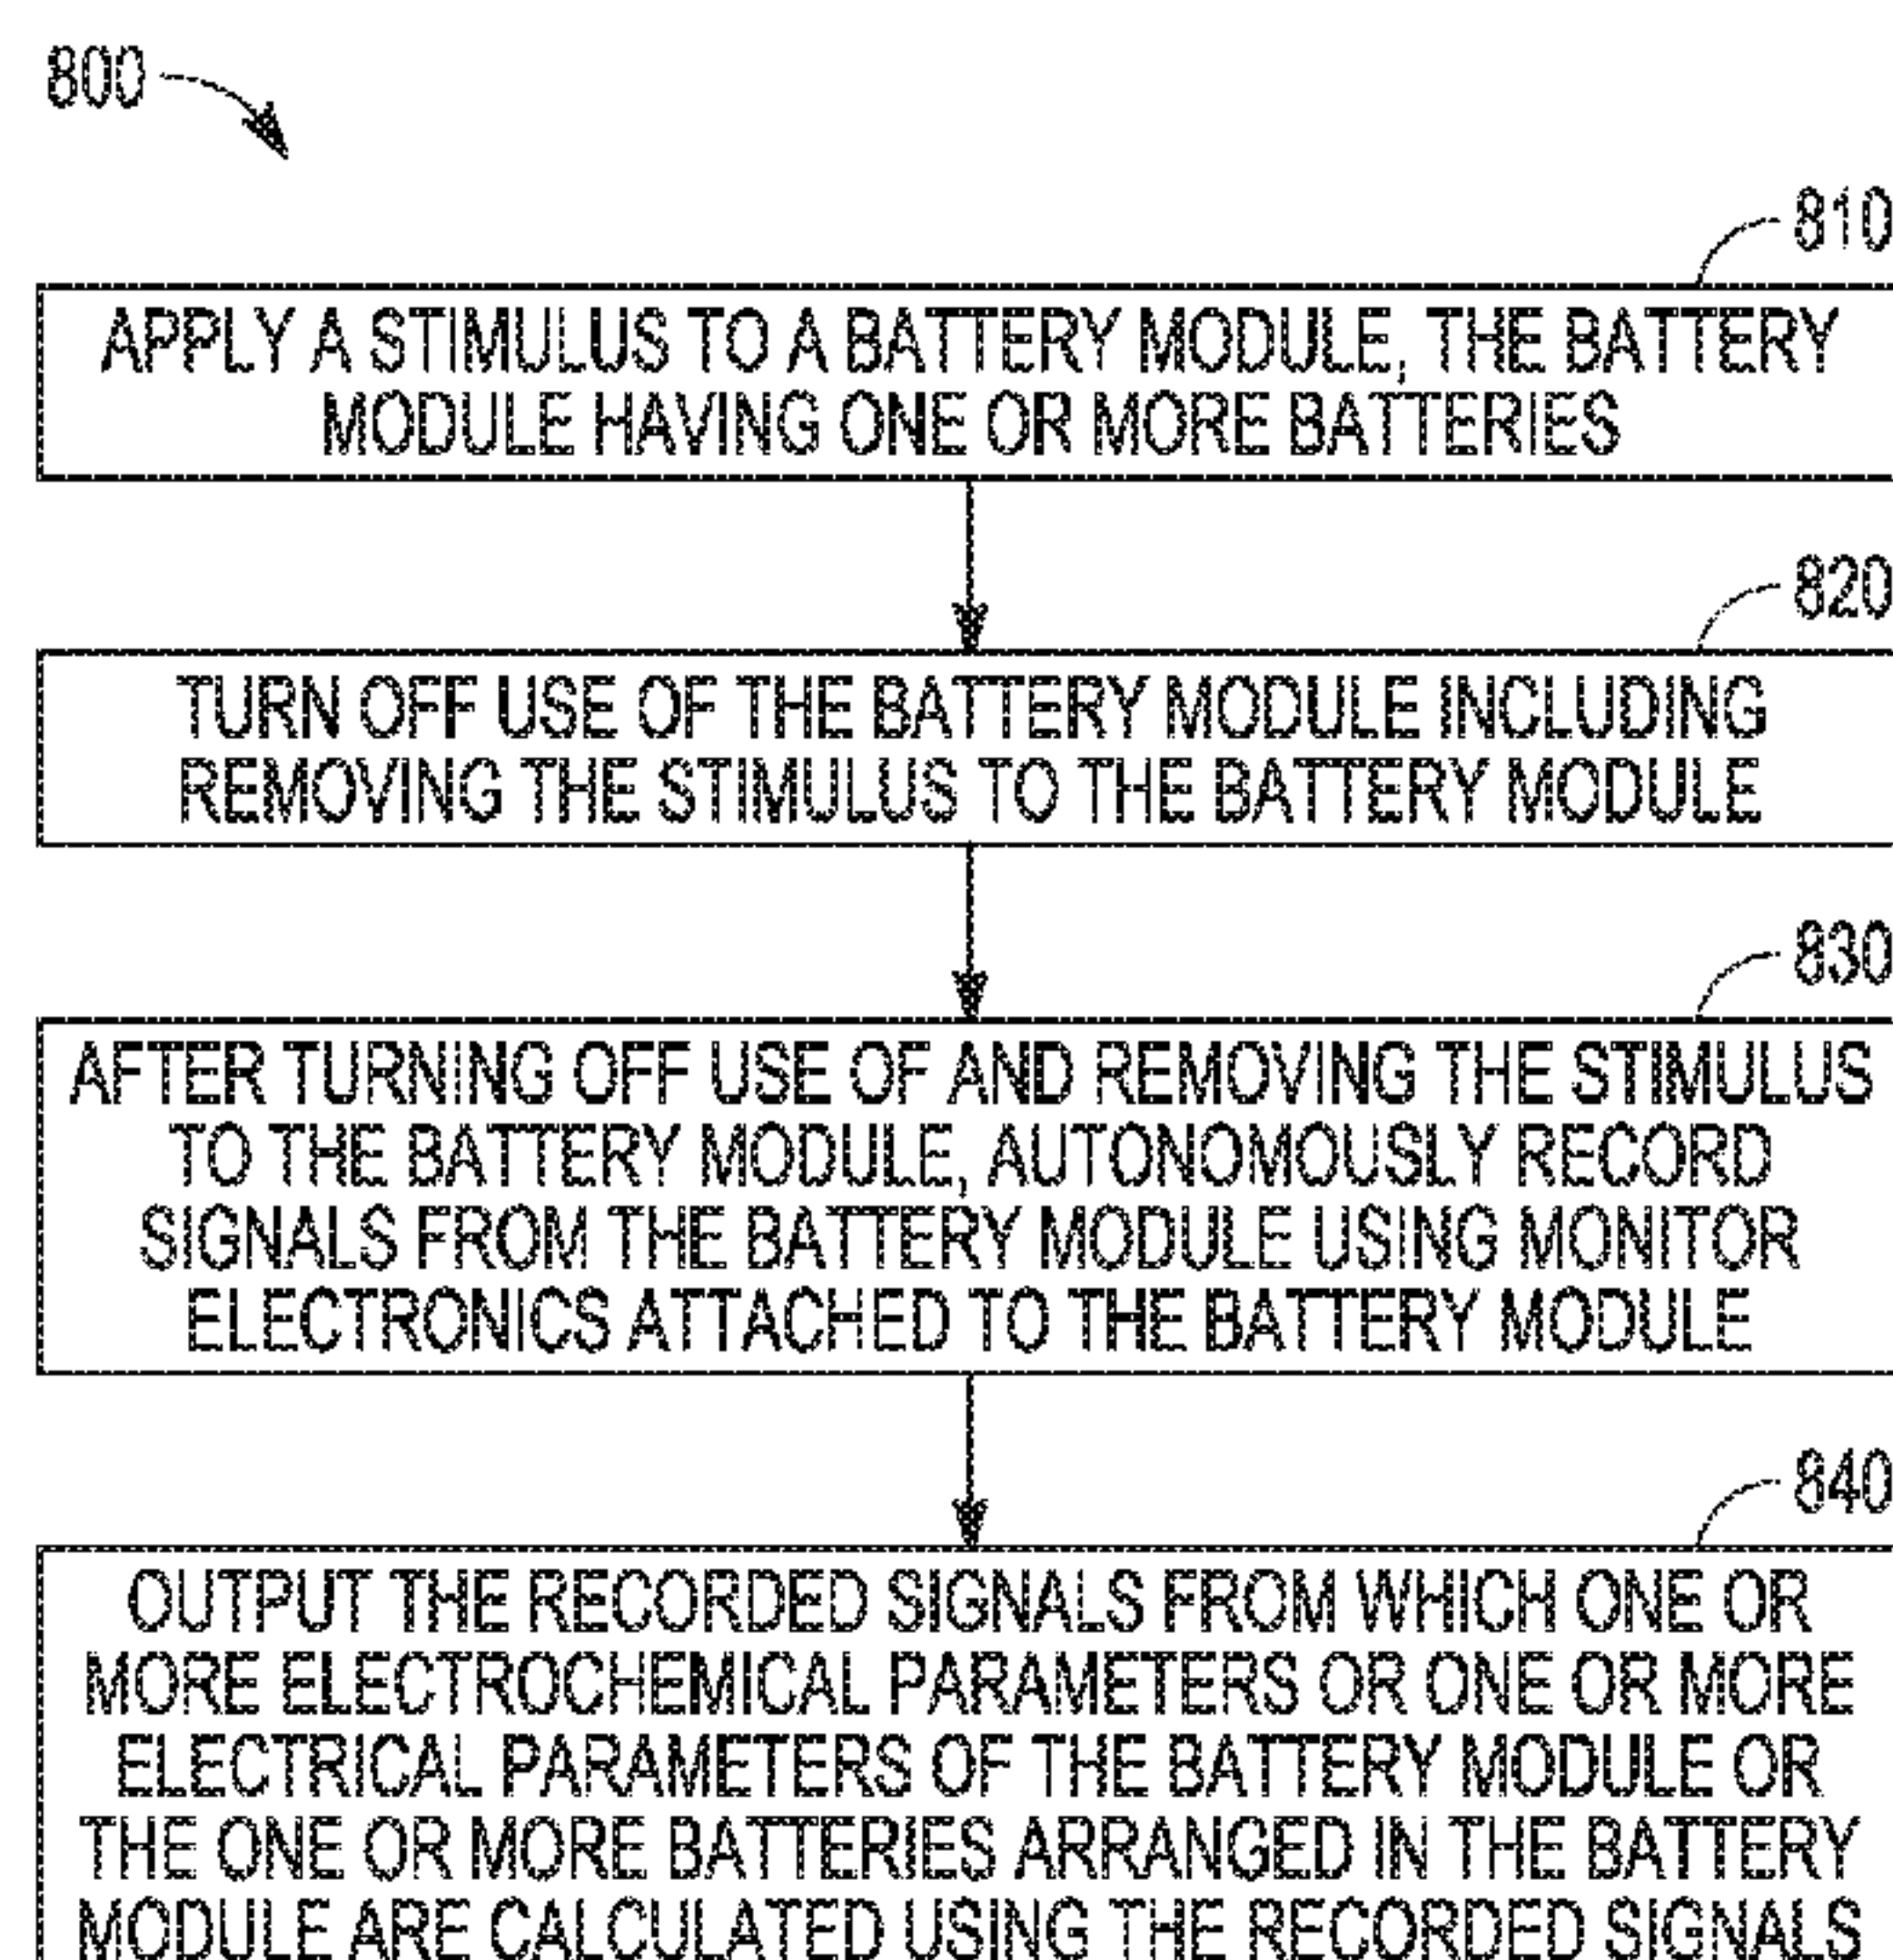 800
810
APPLY A STIMULUS TO A BATTERY MODULE, THE BATTERY
MODULE HAVING ONE OR MORE BATTERIES
820
TURN OFF USE OF THE BATTERY MODULE INCLUDING
REMOVING THE STIMULUS TO THE BATTERY MODULE
830
AFTER TURNING OFF USE OF AND REMOVING THE STIMULUS
TO THE BATTERY MODULE, AUTONOMOUSLY RECORD
SIGNALS FROM THE BATTERY MODULE USING MONITOR
ELECTRONICS ATTACHED TO THE BATTERY MODULE
840
OUTPUT THE RECORDED SIGNALS FROM WHICH ONE OR
MORE ELECTROCHEMICAL PARAMETERS OR ONE OR MORE
ELECTRICAL PARAMETERS OF THE BATTERY MODULE OR
THE ONE OR MORE BATTERIES ARRANGED IN THE BATTERY
MODULE ARE CALCULATED USING THE RECORDED SIGNALS